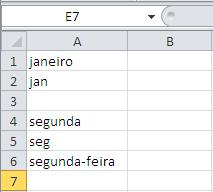 E7
A B
1 janeiro
2 jan
3
4 segunda
5 seg
6 segunda-feira
7